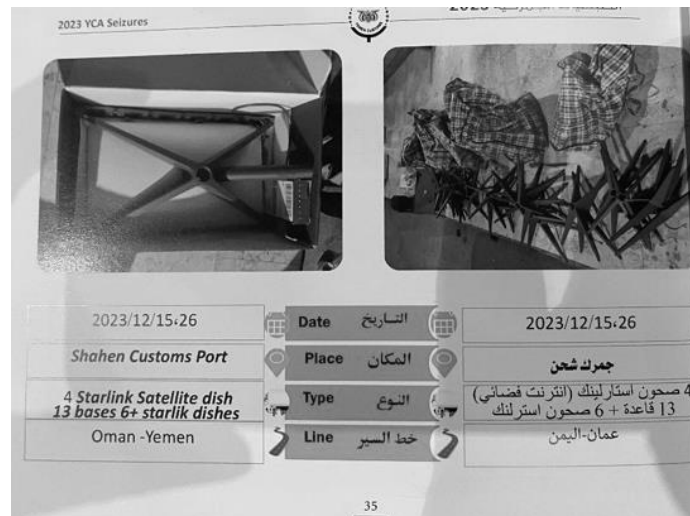 2023 YCA Seizures
2023
2023/12/15،26
Date
التاريخ
2023/12/15،26
Shahen Customs Port
Place
المكان
جمرك شحن
4 Starlink Satellite dish
13 bases 6+ starlik dishes
Type
النوع
4 صحون استارلينك (انترنت فضائي)
13 قاعدة + 6 صحون استرلنك
Oman -Yemen
Line
خط السير
عمان-اليمن
35